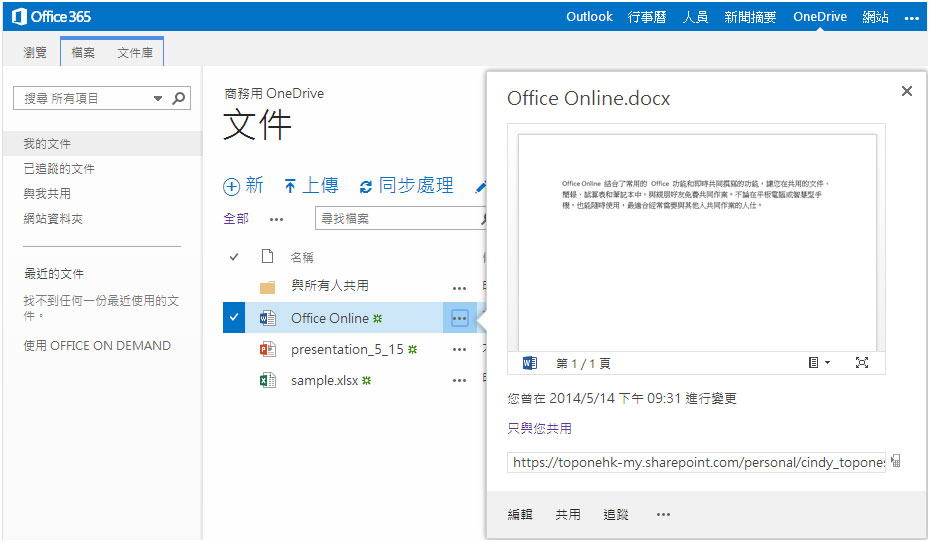 Office 365
Outlook 行事曆 人員 新聞摘要 OneDrive 網站 •••
瀏覽 檔案 文件庫
搜尋 所有項目
我的文件
已追蹤的文件
與我共用
網站資料夾
最近的文件
找不到任何一份最近使用的文
件。
使用 OFFICE ON DEMAND
商務用 OneDrive
文件
新 上傳 同步處理
全部 •••
尋找檔案
名稱
與所有人共用 •••
Office Online •••
presentation_5_15 •••
sample.xlsx •••
Office Online.docx
Office Online 結合了常用的 Office 功能和即時共同撰寫的功能，讓您在共用的文件、
簡報、試算表和筆記本中，與親朋好友免費共同作業。不論在平板電腦或智慧型手
機，也能隨時使用，最適合經常需要與其他人共同作業的人仕。
第 1 / 1 頁
您曾在 2014/5/14 下午 09:31 進行變更
只與您共用
https://toponehk-my.sharepoint.com/personal/cindy_topones
編輯 共用 追蹤 •••